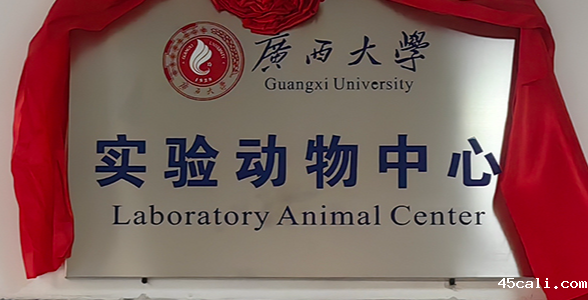 廣西大學
Guangxi University
实验动物中心
Laboratory Animal Center
45cali.com